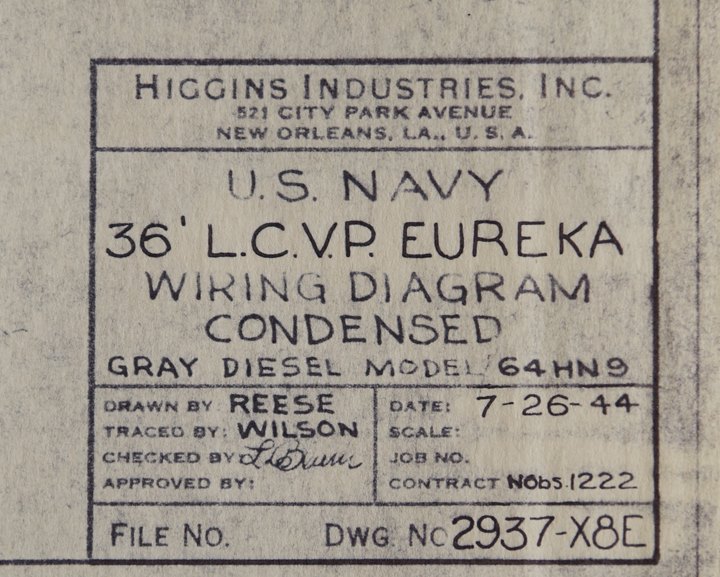 HIGGINS INDUSTRIES, INC.
521 CITY PARK AVENUE
NEW ORLEANS, LA., U.S.A.
U.S. NAVY
36' L.C.V.P. EUREKA
WIRING DIAGRAM
CONDENSED
GRAY DIESEL MODEL 64HN9
DRAWN BY REESE
TRACED BY: WILSON
CHECKED BY:
APPROVED BY:
DATE: 7-26-44
SCALE:
JOB NO.
CONTRACT NObs.1222
FILE NO. DWG NO 2937-X8E